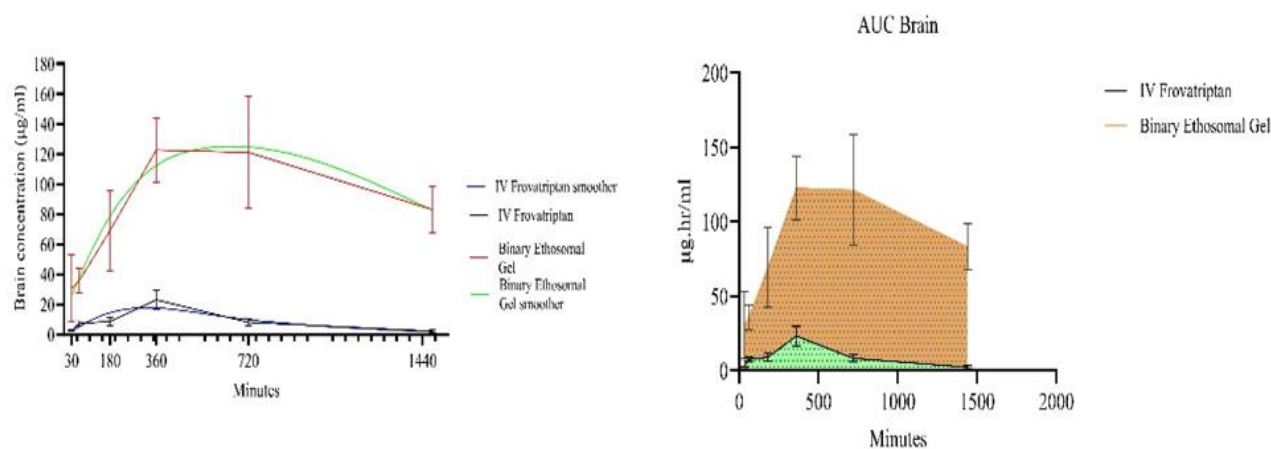 180
160
140
120
100
80
60
40
20
0
Brain concentration (µg/ml)
30 180 360 720 1440
Minutes
IV Frovatriptan smoother
IV Frovatriptan
Binary Ethosomal
Gel
Binary Ethosomal
Gel smoother
AUC Brain
200
150
100
50
0
µg.hr/ml
0 500 1000 1500 2000
Minutes
IV Frovatriptan
Binary Ethosomal Gel